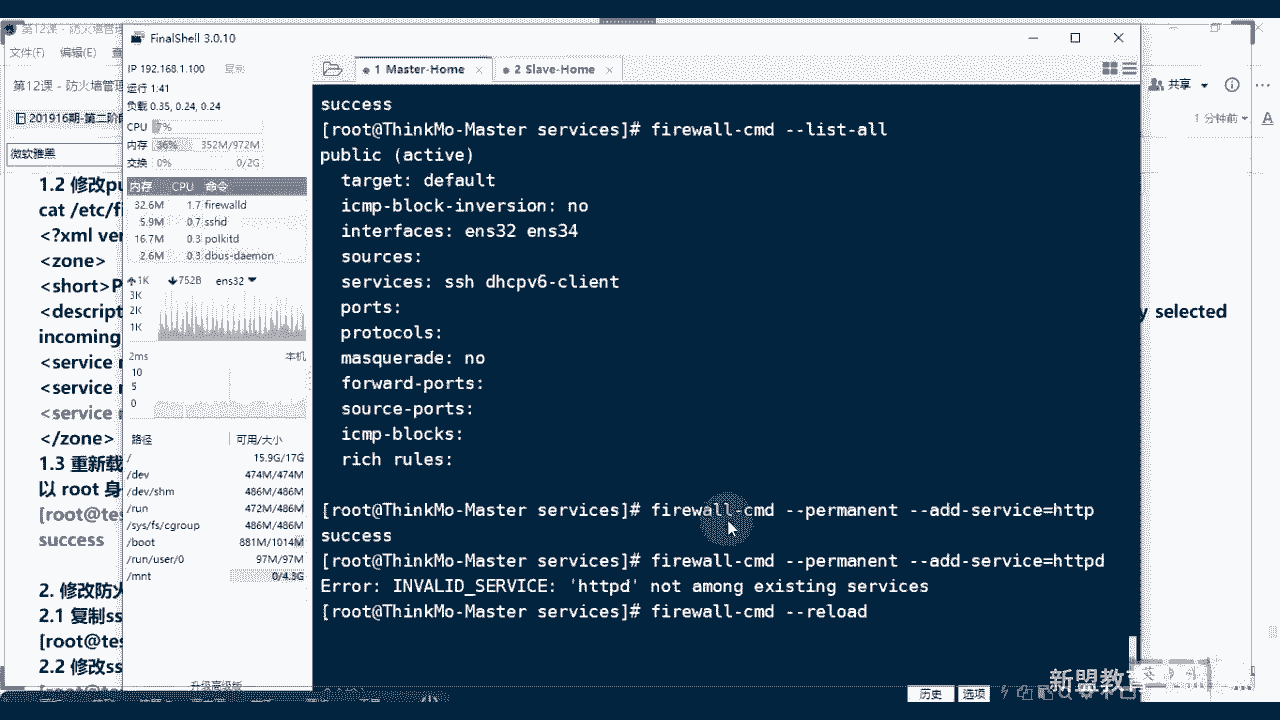 第12课 - 防火墙管理
FinalShell 3.0.10
文件(F) 编辑(E) 查
IP 192.168.1.100
1 Master-Home
2 Slave-Home
第12课 - 防火墙管理
共享
运行 1:41
负载 0.35, 0.24, 0.24
201916期-第二阶段
1 分钟前
CPU 7%
内存 36% 352M/972M
交换 0% 0/2G
微软雅黑
内存 CPU 命令
32.6M 1.7 firewalld
5.9M 0.7 sshd
16.7M 0.3 polkitd
2.6M 0.3 dbus-daemon
1K 752B ens32
3K
2K
1K
2ms 本机
10
5
0
路径 可用/大小
/ 15.9G/17G
/dev 474M/474M
/dev/shm 486M/486M
/run 472M/486M
/sys/fs/cgroup 486M/486M
/boot 881M/1014M
/run/user/0 97M/97M
/mnt 0/4.3G
升级高级版
1.2 修改pu
cat /etc/fi
<?xml ver
<zone>
<short>P
<descript
y selected
incoming
<service n
<service n
<service n
</zone>
1.3 重新载
以 root 身
[root@tes
success
2. 修改防火
2.1 复制ss
[root@tes
2.2 修改ss
[root@tes
success
[root@ThinkMo-Master services]# firewall-cmd --list-all
public (active)
target: default
icmp-block-inversion: no
interfaces: ens32 ens34
sources:
services: ssh dhcpv6-client
ports:
protocols:
masquerade: no
forward-ports:
source-ports:
icmp-blocks:
rich rules:
[root@ThinkMo-Master services]# firewall-cmd --permanent --add-service=http
success
[root@ThinkMo-Master services]# firewall-cmd --permanent --add-service=httpd
Error: INVALID_SERVICE: 'httpd' not among existing services
[root@ThinkMo-Master services]# firewall-cmd --reload
新盟教育
历史 选项